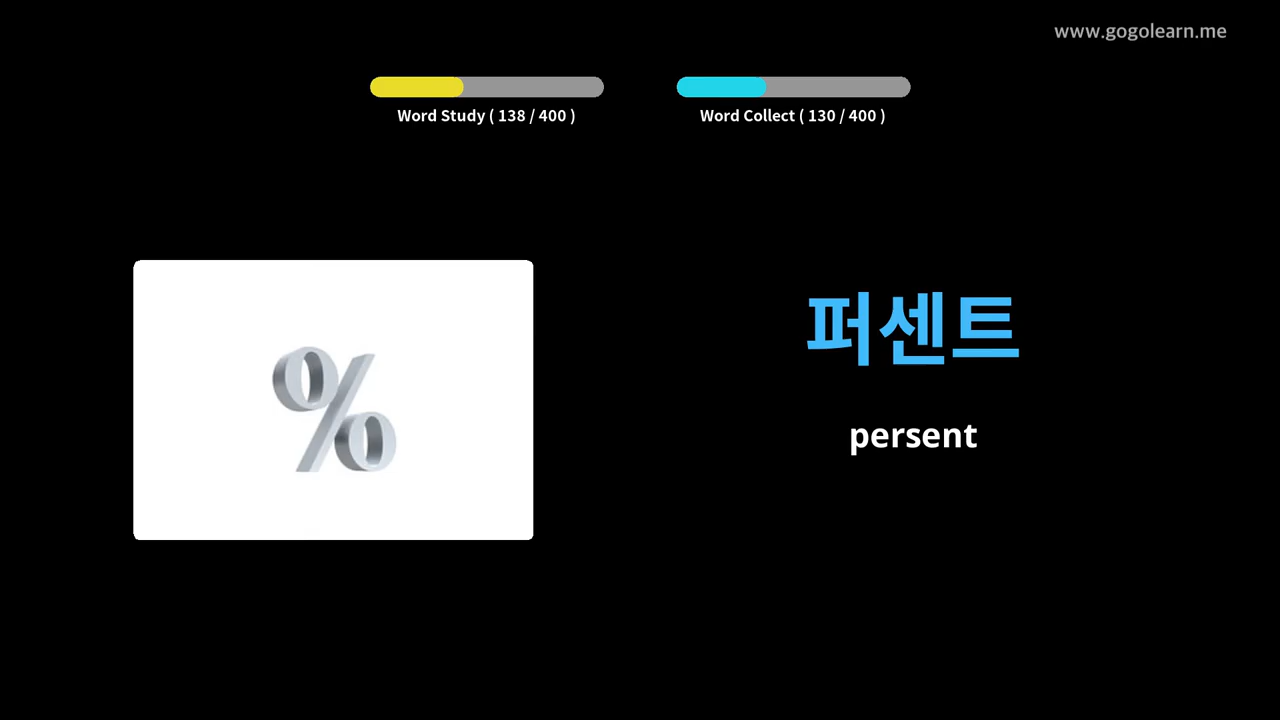 www.gogolearn.me
Word Study ( 138 / 400 )
Word Collect ( 130 / 400 )
%
퍼센트
persent